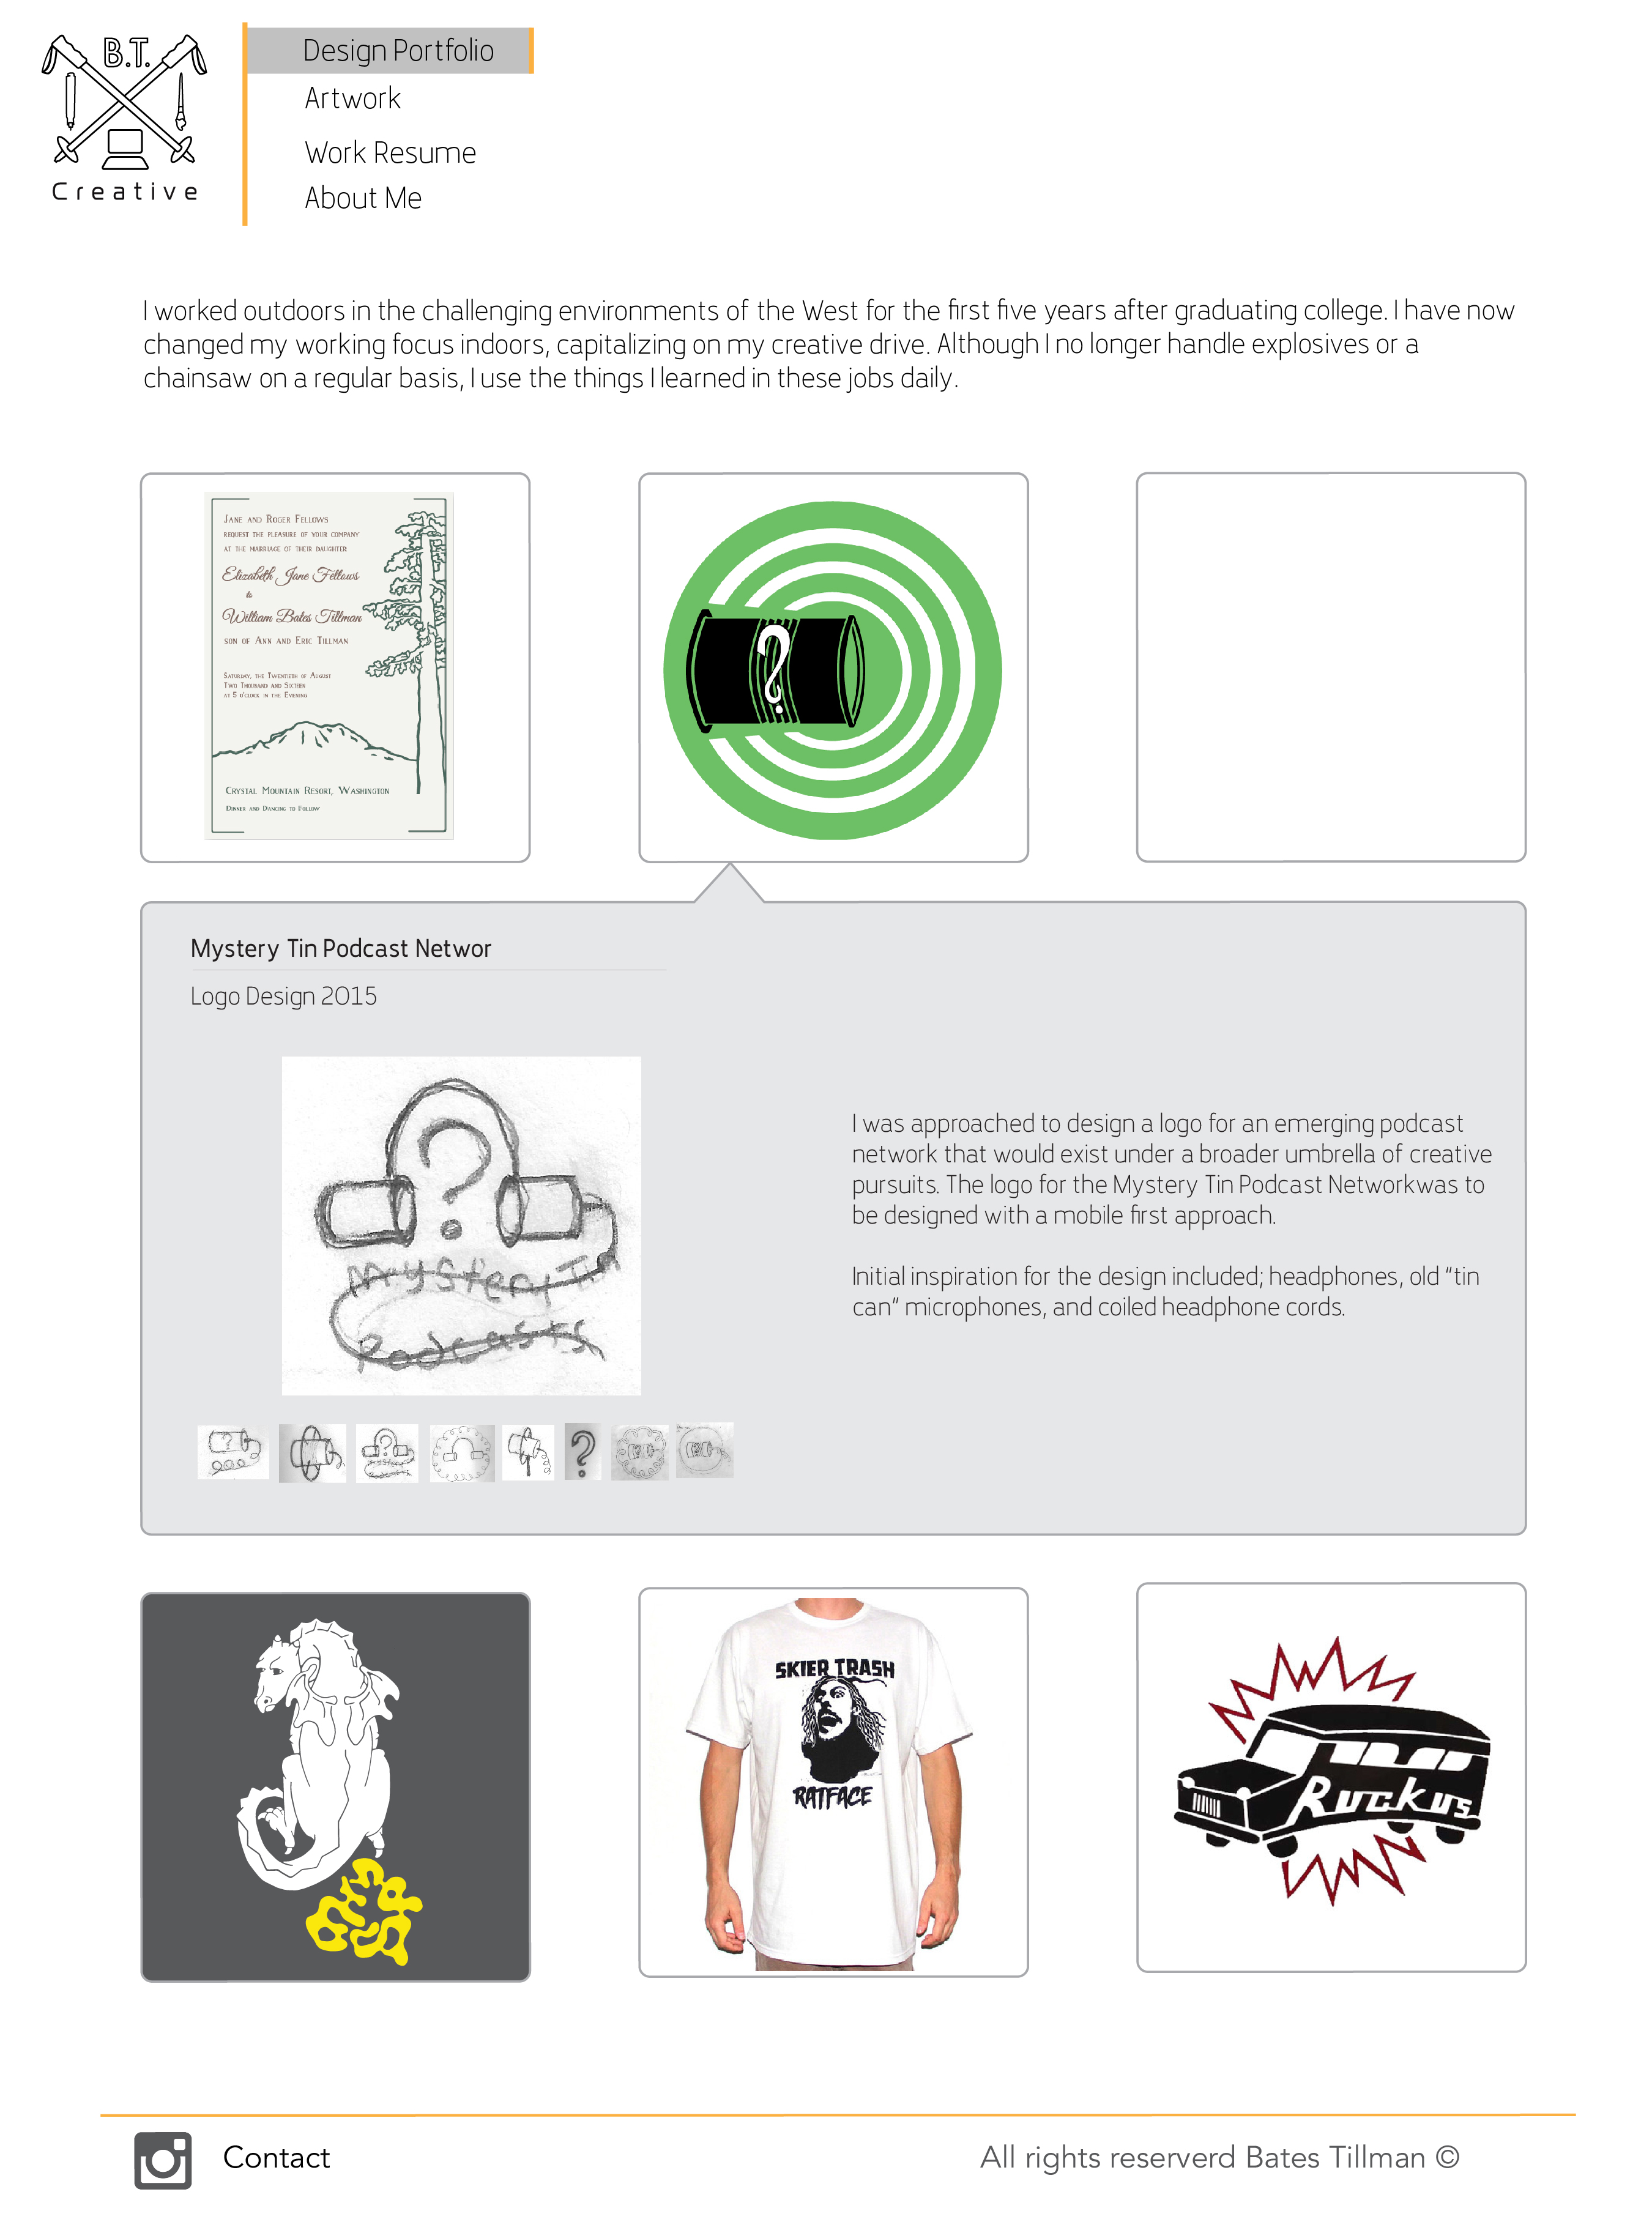 B.T.
Creative
Design Portfolio
Artwork
Work Resume
About Me
I worked outdoors in the challenging environments of the West for the first five years after graduating college. I have now
changed my working focus indoors, capitalizing on my creative drive. Although I no longer handle explosives or a
chainsaw on a regular basis, I use the things I learned in these jobs daily.
Jane and Roger Fellows
request the pleasure of your company
at the marriage of their daughter
Elizabeth Jane Fellows
to
William Bates Tillman
son of Ann and Eric Tillman
Saturday, the Twentieth of August
Two Thousand and Sixteen
at 5 o'clock in the Evening
Crystal Mountain Resort, Washington
Dinner and Dancing to Follow
?
Mystery Tin Podcast Networ
Logo Design 2015
?
Mystery Tin
Podcasts
I was approached to design a logo for an emerging podcast
network that would exist under a broader umbrella of creative
pursuits. The logo for the Mystery Tin Podcast Networkwas to
be designed with a mobile first approach.
Initial inspiration for the design included; headphones, old “tin
can” microphones, and coiled headphone cords.
SKIER TRASH
RATFACE
Ruckus
Contact
All rights reserverd Bates Tillman ©